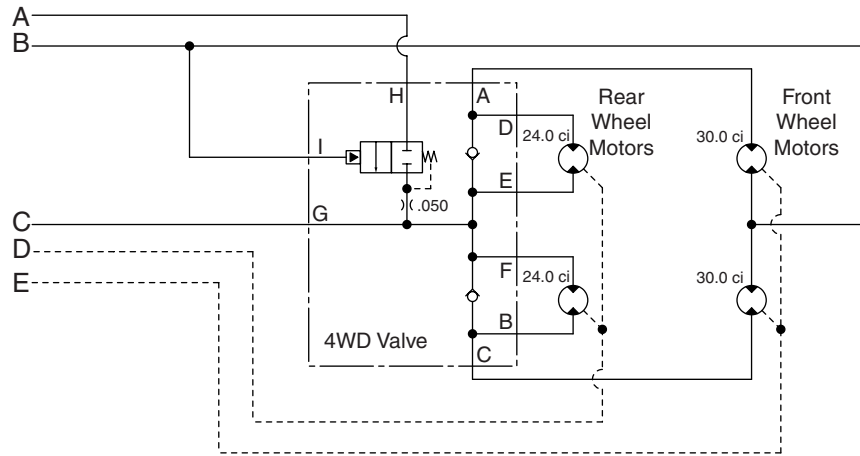 A
B
H
A
Rear
Wheel
Motors
Front
Wheel
Motors
D
24.0 ci
30.0 ci
I
E
C
G
.050
D
E
F
24.0 ci
30.0 ci
B
4WD Valve
C